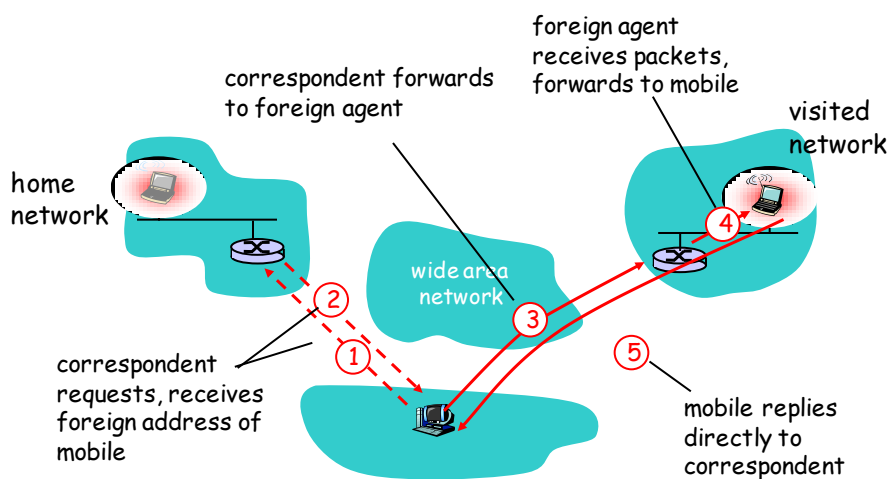 foreign agent
receives packets,
forwards to mobile
correspondent forwards
to foreign agent
visited
network
home
network
wide area
network
1
2
3
4
5
correspondent
requests, receives
foreign address of
mobile
mobile replies
directly to
correspondent